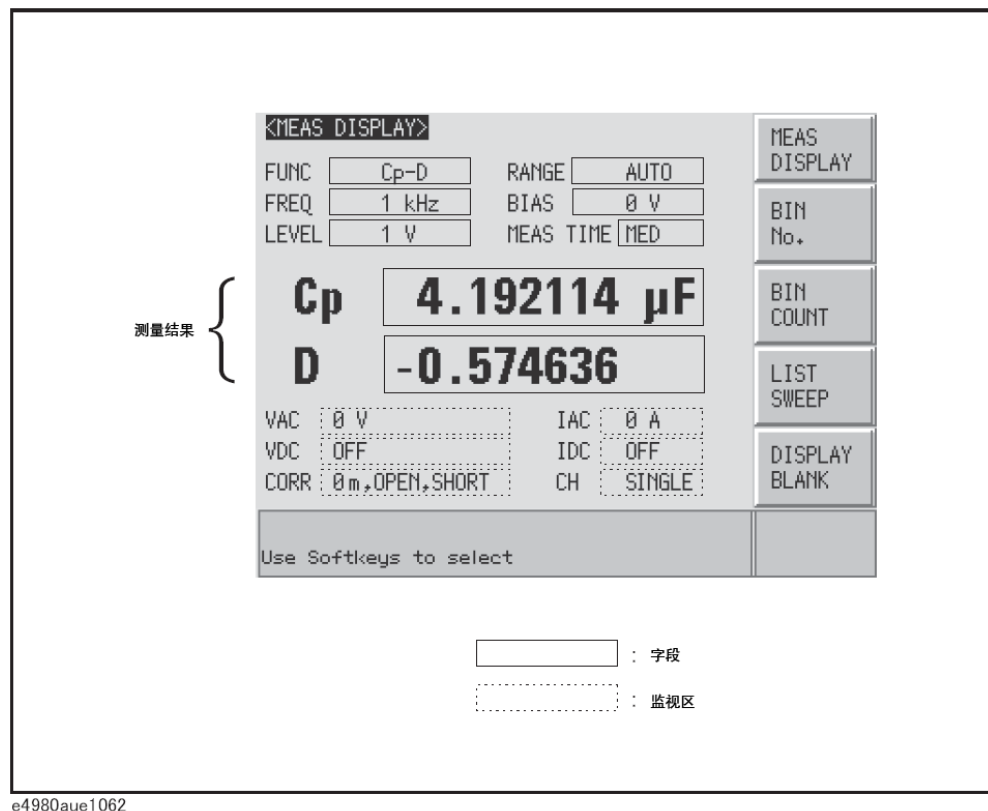 <MEAS DISPLAY>
FUNC Cp-D RANGE AUTO
FREQ 1 kHz BIAS 0 V
LEVEL 1 V MEAS TIME MED
测量结果
Cp 4.192114 µF
D -0.574636
VAC 0 V IAC 0 A
VDC OFF IDC OFF
CORR 0m,OPEN,SHORT CH SINGLE
Use Softkeys to select
MEAS
DISPLAY
BIN
No.
BIN
COUNT
LIST
SWEEP
DISPLAY
BLANK
: 字段
: 监视区
e4980aue1062